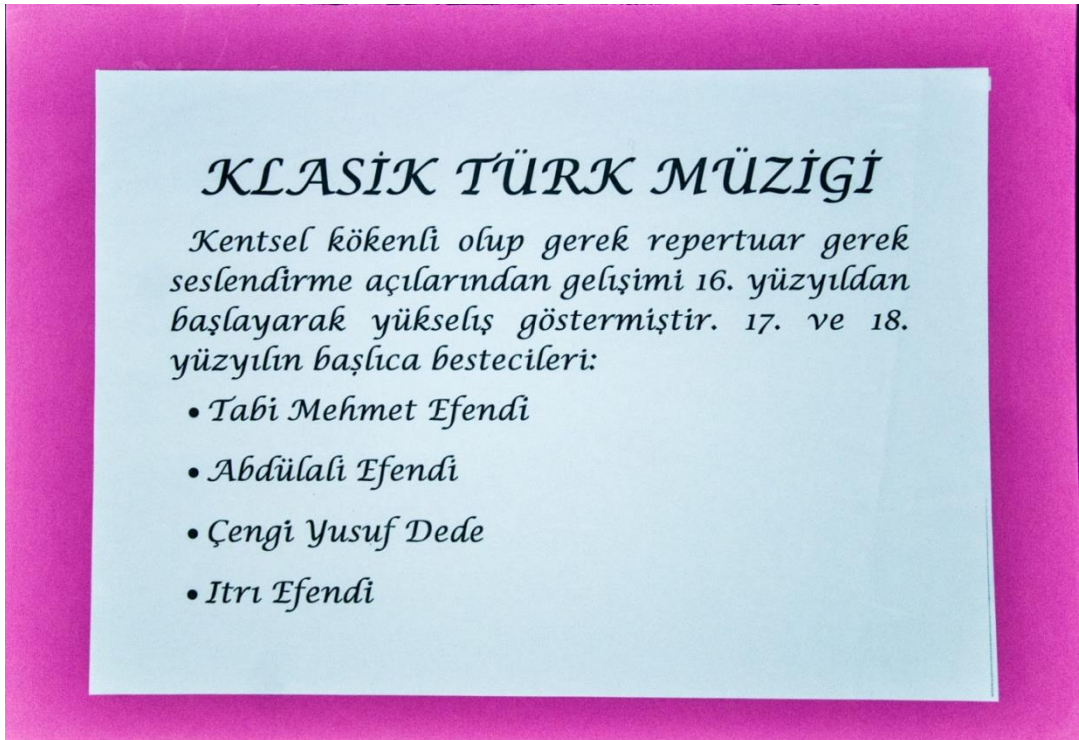 KLASİK TÜRK MÜZİGİ
Kentsel kökenli olup gerek repertuar gerek
seslendirme açılarından gelişimi 16. yüzyıldan
başlayarak yükselış göstermiştir. 17. ve 18.
yüzyılın başlıca bestecileri:
• Tabi Mehmet Efendi
• Abdülali Efendi
• Çengi Yusuf Dede
• Itrı Efendi